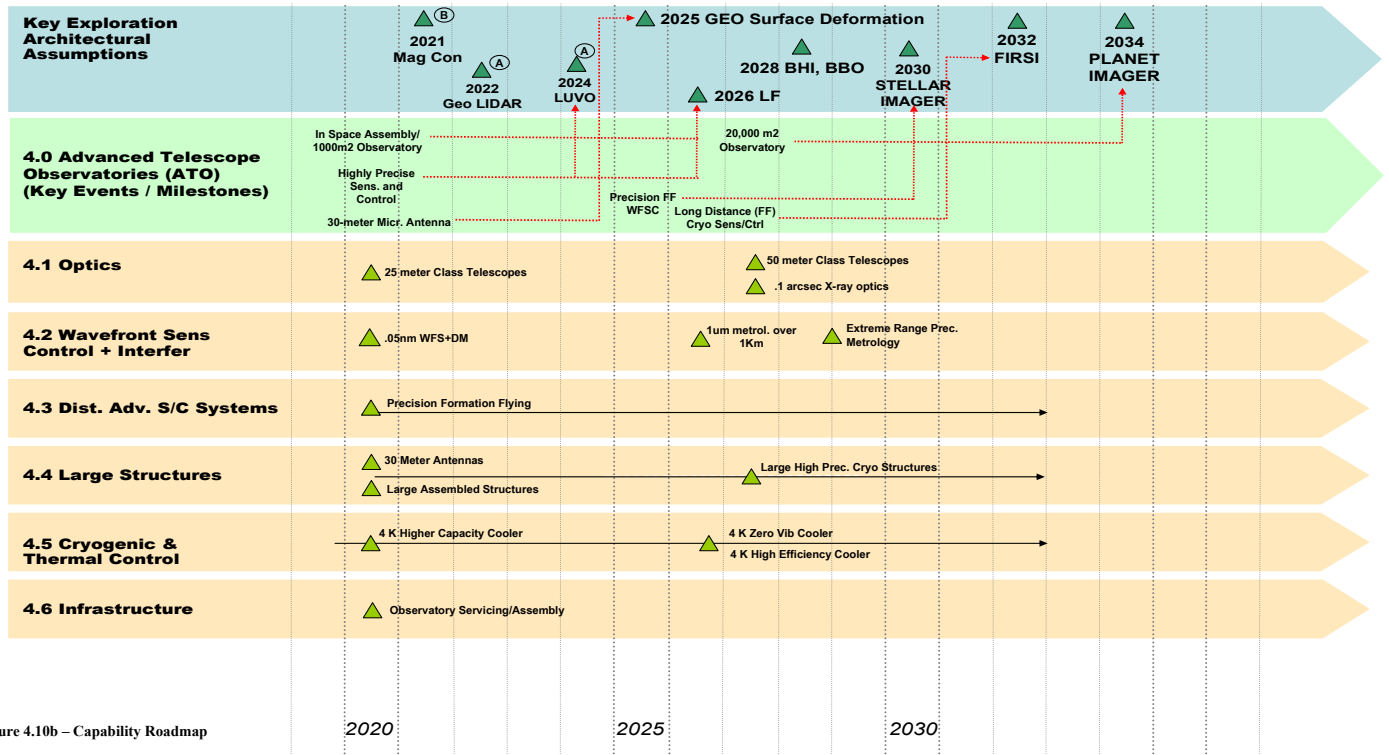 Key Exploration
Architectural
Assumptions
B
2021
Mag Con
A
2022
Geo LIDAR
A
2024
LUVO
2025 GEO Surface Deformation
2026 LF
2028 BHI, BBO
2030
STELLAR
IMAGER
2032
FIRSI
2034
PLANET
IMAGER
4.0 Advanced Telescope
Observatories (ATO)
(Key Events / Milestones)
In Space Assembly/
1000m2 Observatory
Highly Precise
Sens. and
Control
30-meter Micr. Antenna
20,000 m2
Observatory
Precision FF
WFSC
Long Distance (FF)
Cryo Sens/Ctrl
4.1 Optics
25 meter Class Telescopes
50 meter Class Telescopes
.1 arcsec X-ray optics
4.2 Wavefront Sens
Control + Interfer
.05nm WFS+DM
1um metrol. over
1Km
Extreme Range Prec.
Metrology
4.3 Dist. Adv. S/C Systems
Precision Formation Flying
4.4 Large Structures
30 Meter Antennas
Large Assembled Structures
Large High Prec. Cryo Structures
4.5 Cryogenic &
Thermal Control
4 K Higher Capacity Cooler
4 K Zero Vib Cooler
4 K High Efficiency Cooler
4.6 Infrastructure
Observatory Servicing/Assembly
ure 4.10b – Capability Roadmap
2020
2025
2030